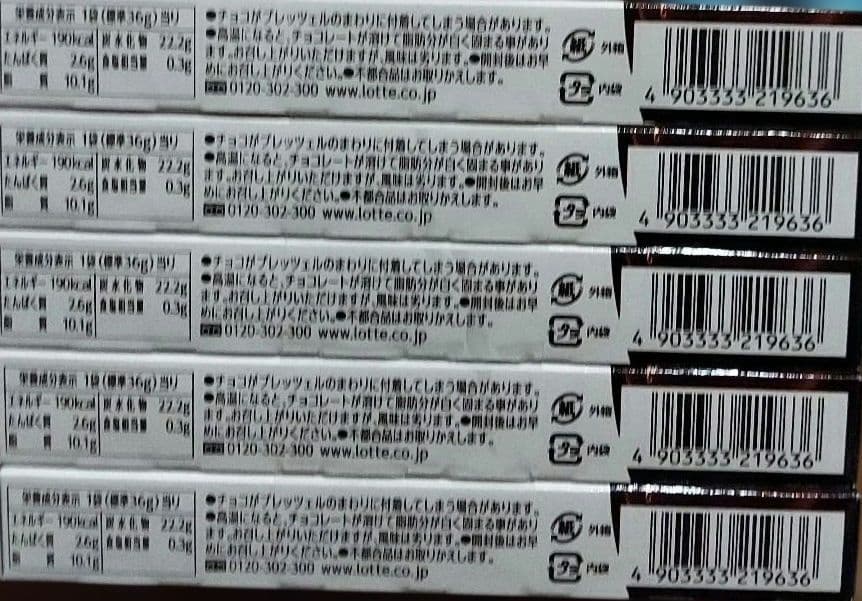 栄養成分表示 1袋(標準36g)当り
エネルギー 190kcal 炭水化物 22.2g
たんぱく質 2.6g 食塩相当量 0.3g
脂質 10.1g
●チョコがプレッツェルのまわりに付着してしまう場合があります。
●高温になると、チョコレートが溶けて脂肪分が白く固まる事があり
ます。お召し上がりいただけますが、風味は劣ります。●開封後はお早
めにお召し上がりください。●不都合品はお取りかえします。
0120-302-300 www.lotte.co.jp
紙 外箱
プラ 内袋
4 903333 219636
栄養成分表示 1袋(標準36g)当り
エネルギー 190kcal 炭水化物 22.2g
たんぱく質 2.6g 食塩相当量 0.3g
脂質 10.1g
●チョコがプレッツェルのまわりに付着してしまう場合があります。
●高温になると、チョコレートが溶けて脂肪分が白く固まる事があり
ます。お召し上がりいただけますが、風味は劣ります。●開封後はお早
めにお召し上がりください。●不都合品はお取りかえします。
0120-302-300 www.lotte.co.jp
紙 外箱
プラ 内袋
4 903333 219636
栄養成分表示 1袋(標準36g)当り
エネルギー 190kcal 炭水化物 22.2g
たんぱく質 2.6g 食塩相当量 0.3g
脂質 10.1g
●チョコがプレッツェルのまわりに付着してしまう場合があります。
●高温になると、チョコレートが溶けて脂肪分が白く固まる事があり
ます。お召し上がりいただけますが、風味は劣ります。●開封後はお早
めにお召し上がりください。●不都合品はお取りかえします。
0120-302-300 www.lotte.co.jp
紙 外箱
プラ 内袋
4 903333 219636
栄養成分表示 1袋(標準36g)当り
エネルギー 190kcal 炭水化物 22.2g
たんぱく質 2.6g 食塩相当量 0.3g
脂質 10.1g
●チョコがプレッツェルのまわりに付着してしまう場合があります。
●高温になると、チョコレートが溶けて脂肪分が白く固まる事があり
ます。お召し上がりいただけますが、風味は劣ります。●開封後はお早
めにお召し上がりください。●不都合品はお取りかえします。
0120-302-300 www.lotte.co.jp
紙 外箱
プラ 内袋
4 903333 219636
栄養成分表示 1袋(標準36g)当り
エネルギー 190kcal 炭水化物 22.2g
たんぱく質 2.6g 食塩相当量 0.3g
脂質 10.1g
●チョコがプレッツェルのまわりに付着してしまう場合があります。
●高温になると、チョコレートが溶けて脂肪分が白く固まる事があり
ます。お召し上がりいただけますが、風味は劣ります。●開封後はお早
めにお召し上がりください。●不都合品はお取りかえします。
0120-302-300 www.lotte.co.jp
紙 外箱
プラ 内袋
4 903333 219636